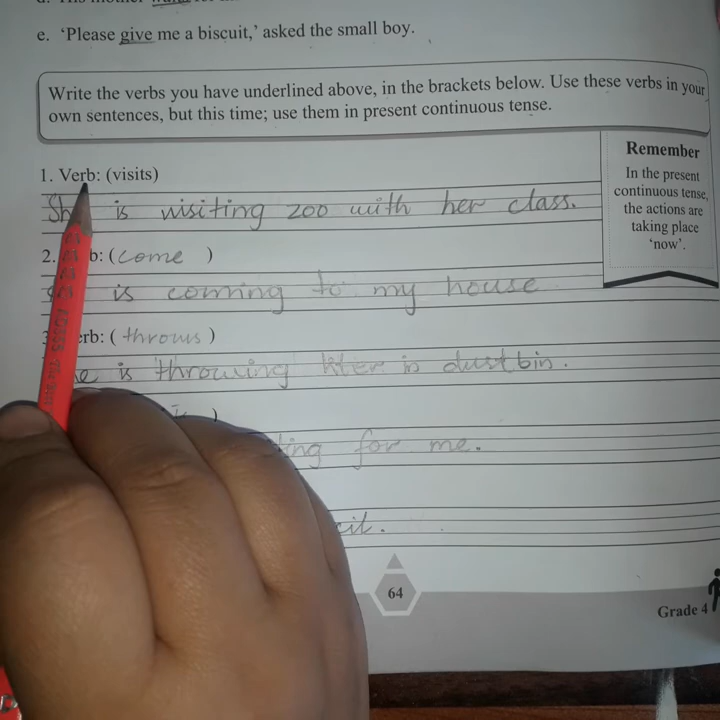 e. ‘Please give me a biscuit,’ asked the small boy.
Write the verbs you have underlined above, in the brackets below. Use these verbs in your
own sentences, but this time; use them in present continuous tense.
Remember
In the present
continuous tense,
the actions are
taking place
‘now’.
1. Verb: (visits)
is visiting zoo with her class.
2. (come )
is coming to my house
(throws)
is throwing liter in dustbin.
for me.
64
Grade 4